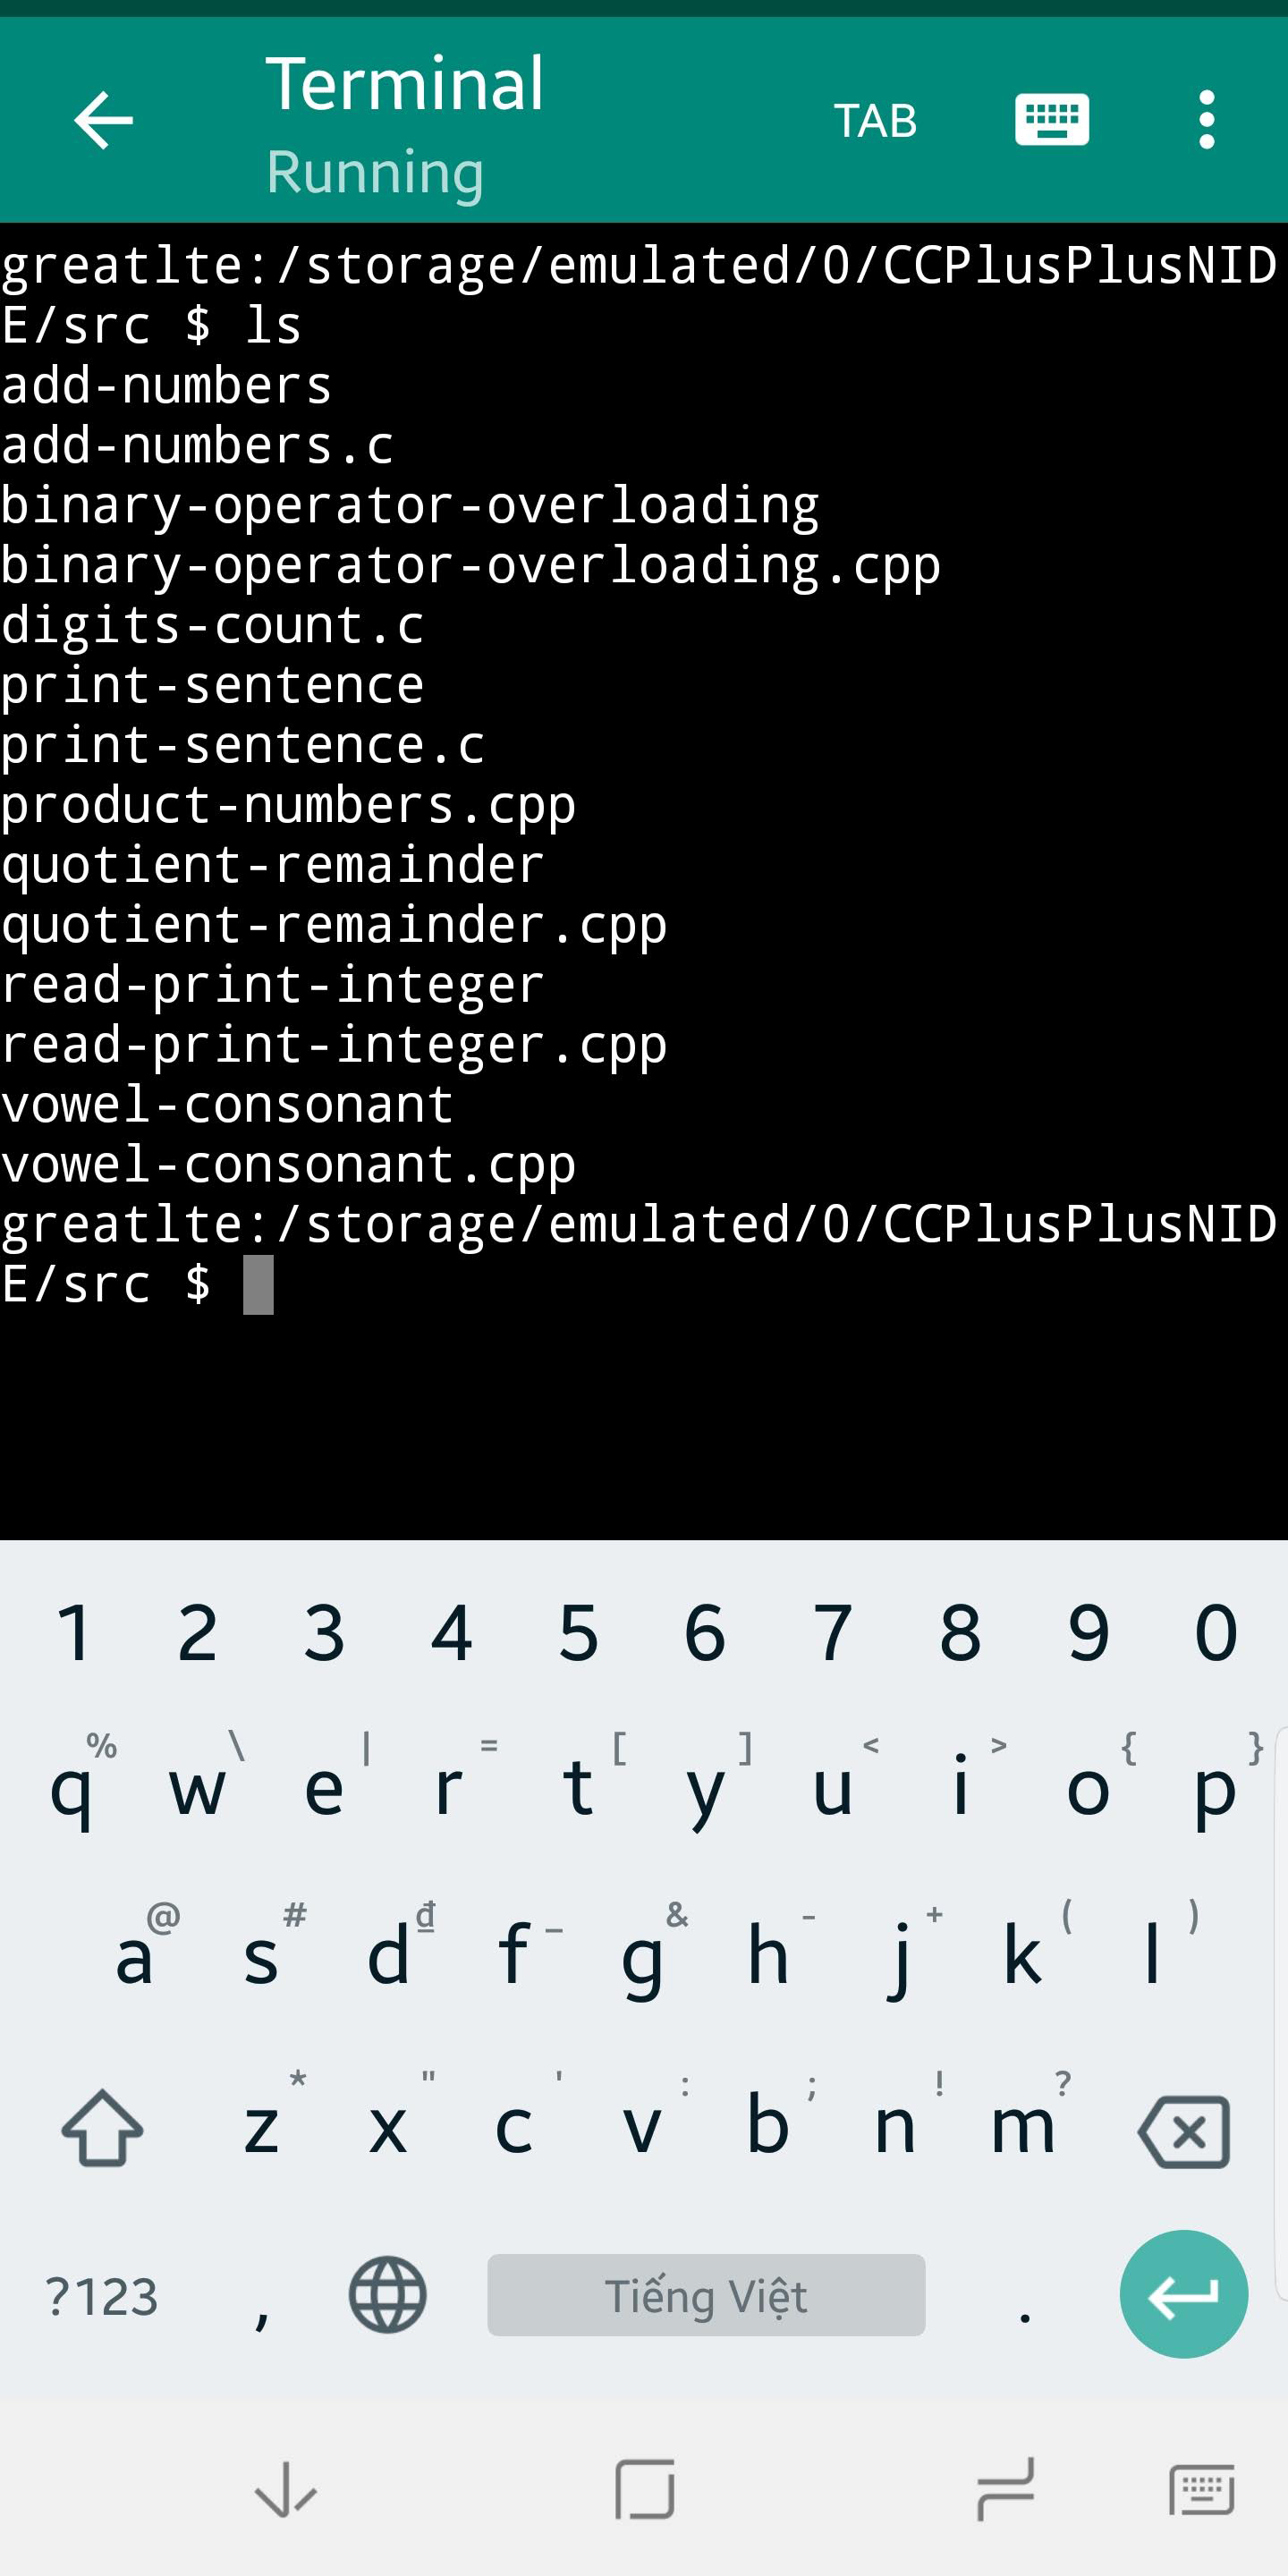 Terminal
Running
TAB
greatlte:/storage/emulated/0/CCPlusPlusNID
E/src $ ls
add-numbers
add-numbers.c
binary-operator-overloading
binary-operator-overloading.cpp
digits-count.c
print-sentence
print-sentence.c
product-numbers.cpp
quotient-remainder
quotient-remainder.cpp
read-print-integer
read-print-integer.cpp
vowel-consonant
vowel-consonant.cpp
greatlte:/storage/emulated/0/CCPlusPlusNID
E/src $
1 2 3 4 5 6 7 8 9 0
% \ | = [ ] < > { }
q w e r t y u i o p
@ # ₫ _ & - + ( )
a s d f g h j k l
* " ' : ; ! ?
z x c v b n m
?123 , Tiếng Việt .